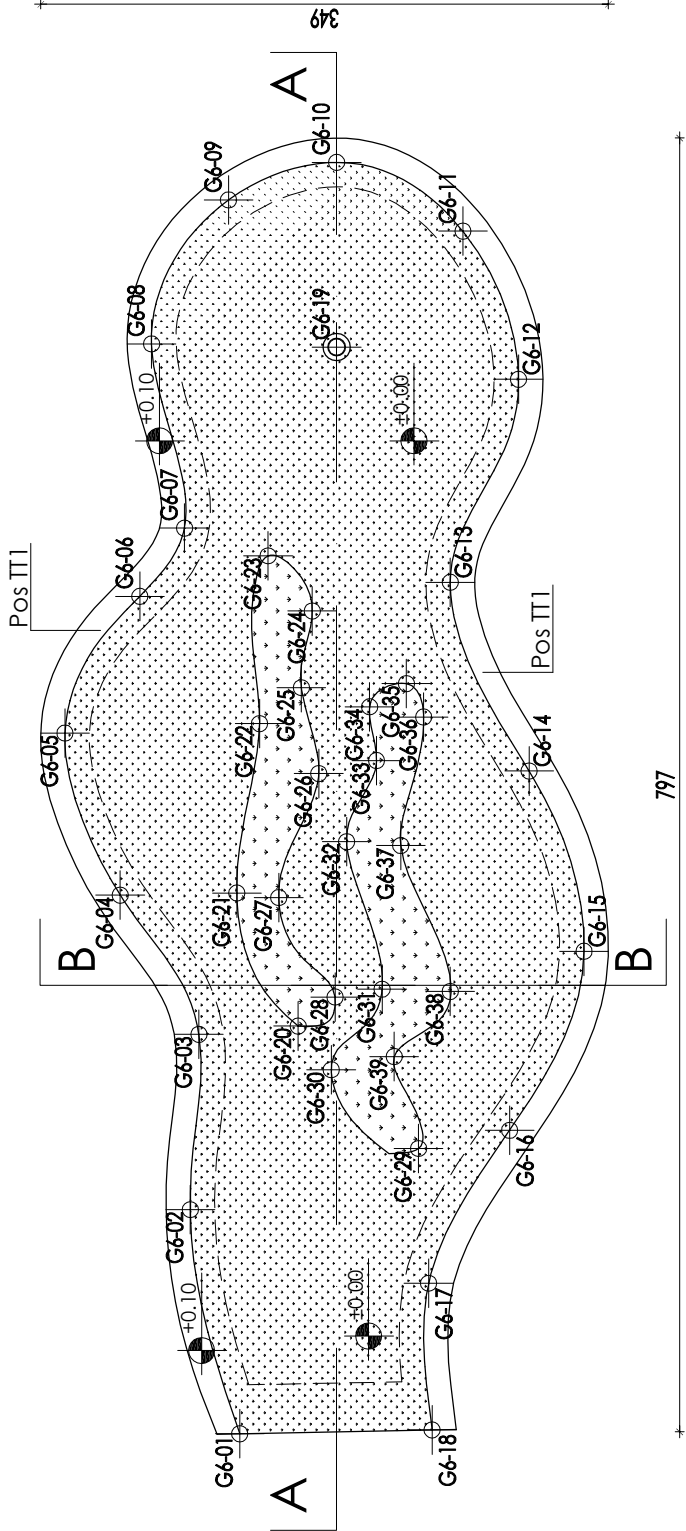 349
A
G6-10
G6-09
G6-11
G6-08
G6-19
G6-12
+0.10
±0.00
G6-07
G6-13
G6-06
Pos TT1
G6-23
G6-24
Pos TT1
G6-25
G6-35
G6-34
G6-36
G6-22
G6-05
G6-26
G6-33
G6-14
797
G6-32
G6-37
G6-04
G6-21
G6-27
B
G6-15
B
G6-28
G6-31
G6-38
G6-20
G6-03
G6-30
G6-39
G6-29
G6-16
G6-02
G6-17
+0.10
±0.00
G6-01
G6-18
A